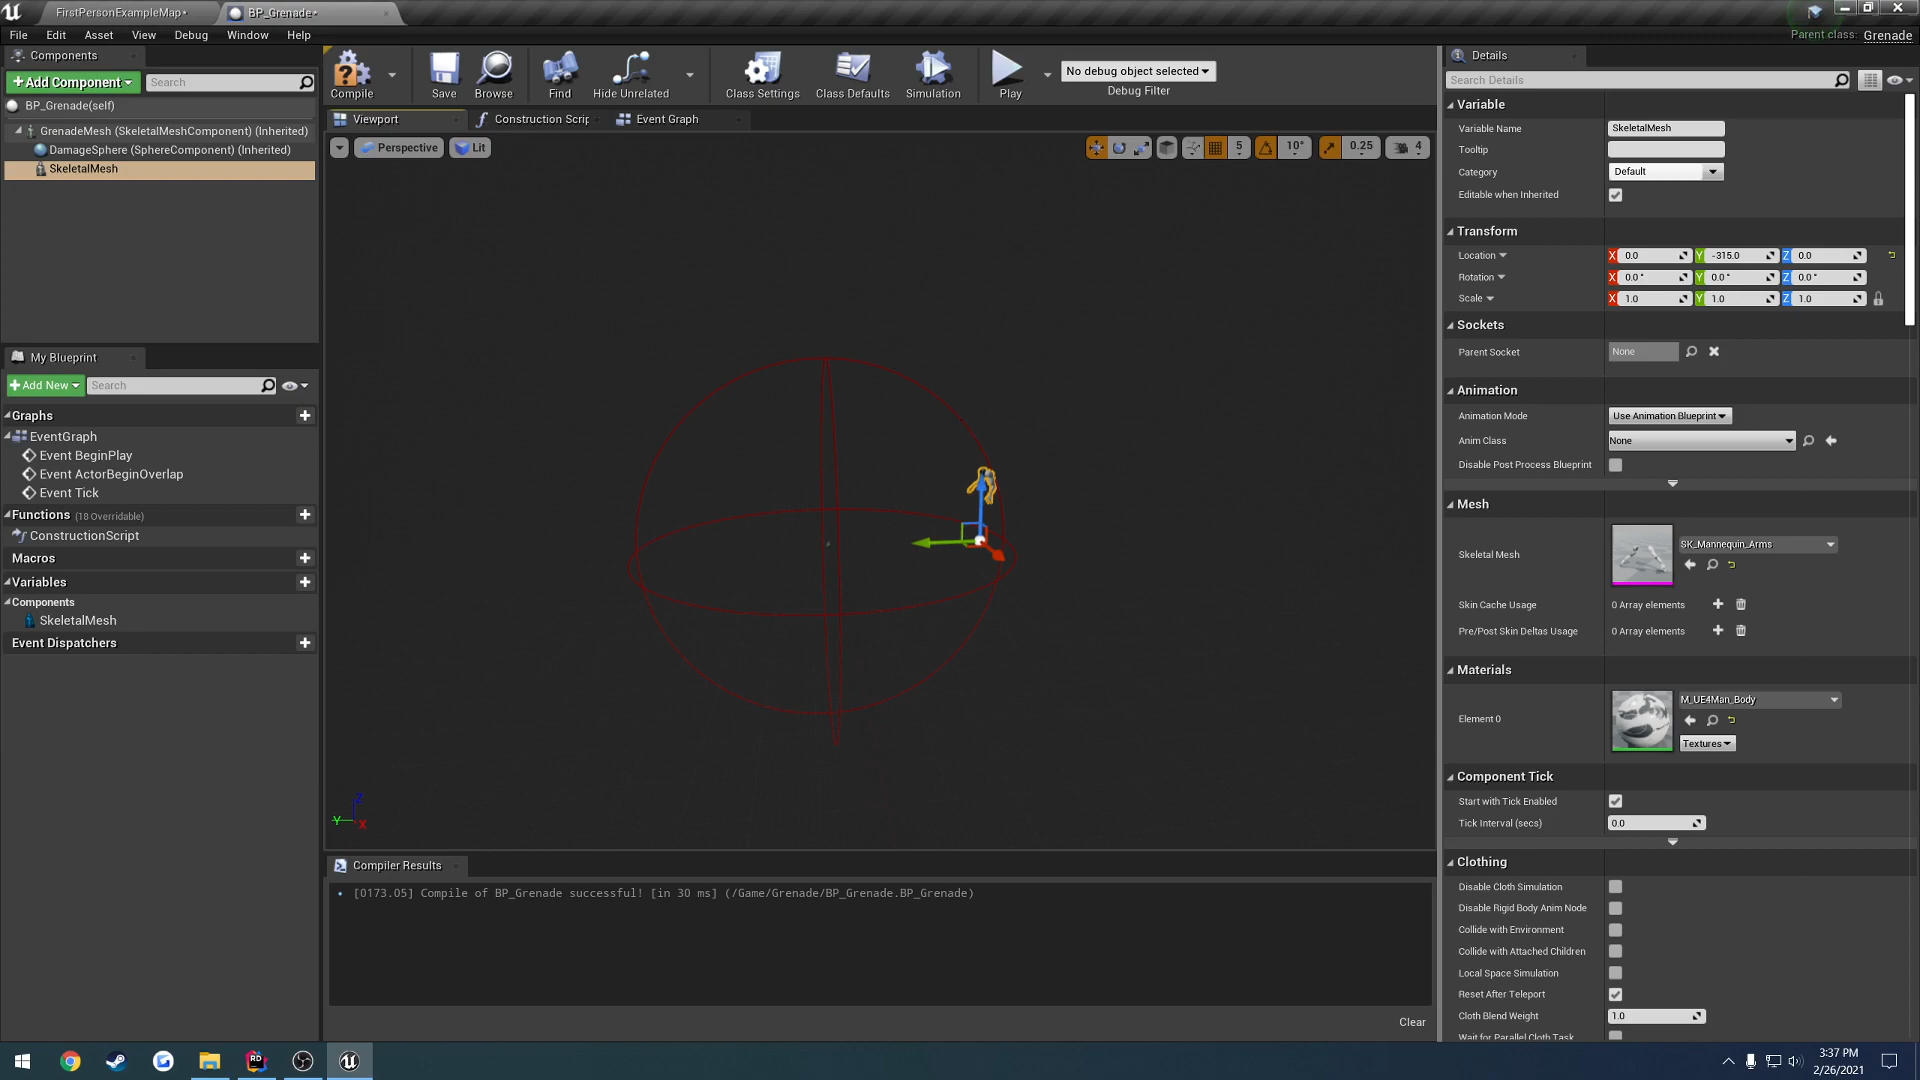 FirstPersonExampleMap•
BP_Grenade•
File Edit Asset View Debug Window Help
Parent class: Grenade
Components
+Add Component
Search
BP_Grenade(self)
GrenadeMesh (SkeletalMeshComponent) (Inherited)
DamageSphere (SphereComponent) (Inherited)
SkeletalMesh
My Blueprint
+Add New
Search
Graphs
EventGraph
Event BeginPlay
Event ActorBeginOverlap
Event Tick
Functions (18 Overridable)
ConstructionScript
Macros
Variables
Components
SkeletalMesh
Event Dispatchers
Compile
Save
Browse
Find
Hide Unrelated
Class Settings
Class Defaults
Simulation
Play
No debug object selected
Debug Filter
Viewport
Construction Scrip
Event Graph
Perspective
Lit
5
10°
0.25
4
Z
Y
X
Compiler Results
• [0173.05] Compile of BP_Grenade successful! [in 30 ms] (/Game/Grenade/BP_Grenade.BP_Grenade)
Clear
Details
Search Details
Variable
Variable Name SkeletalMesh
Tooltip
Category Default
Editable when Inherited
Transform
Location X 0.0 Y -315.0 Z 0.0
Rotation X 0.0 ° Y 0.0 ° Z 0.0 °
Scale X 1.0 Y 1.0 Z 1.0
Sockets
Parent Socket None
Animation
Animation Mode Use Animation Blueprint
Anim Class None
Disable Post Process Blueprint
Mesh
Skeletal Mesh SK_Mannequin_Arms
Skin Cache Usage 0 Array elements
Pre/Post Skin Deltas Usage 0 Array elements
Materials
Element 0 M_UE4Man_Body
Textures
Component Tick
Start with Tick Enabled
Tick Interval (secs) 0.0
Clothing
Disable Cloth Simulation
Disable Rigid Body Anim Node
Collide with Environment
Collide with Attached Children
Local Space Simulation
Reset After Teleport
Cloth Blend Weight 1.0
Wait for Parallel Cloth Task
RD
3:37 PM
2/26/2021